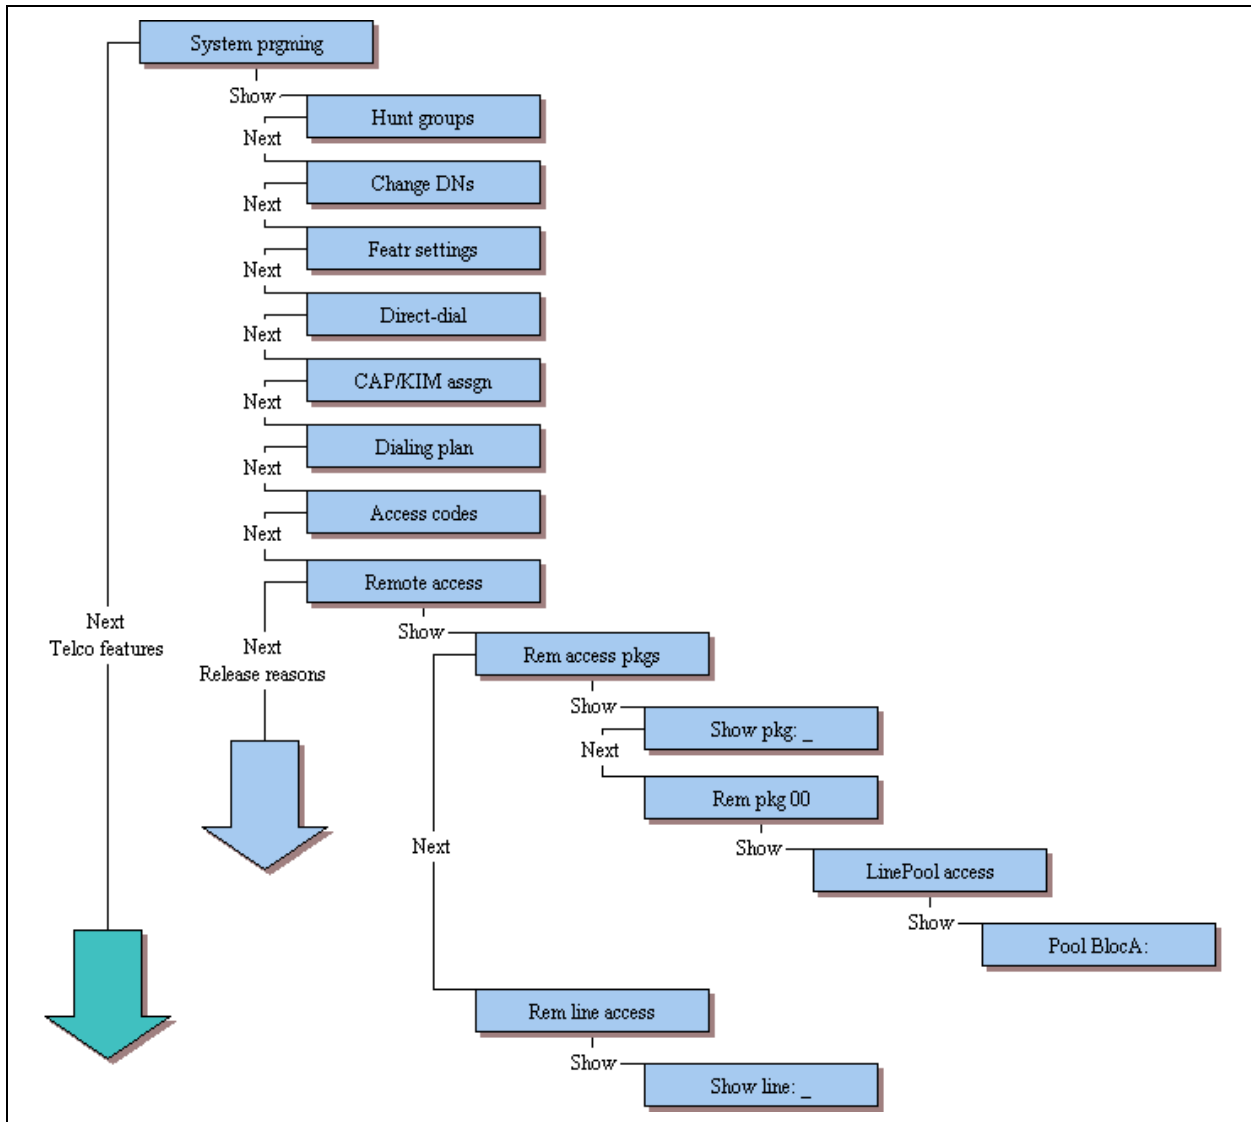 System prgming
Show
Hunt groups
Next
Change DNs
Next
Featr settings
Next
Direct-dial
Next
CAP/KIM assgn
Next
Dialing plan
Next
Access codes
Next
Remote access
Next
Telco features
Show
Next
Release reasons
Rem access pkgs
Show
Show pkg: _
Next
Rem pkg 00
Next
Show
LinePool access
Show
Pool BlocA:
Rem line access
Show
Show line: _